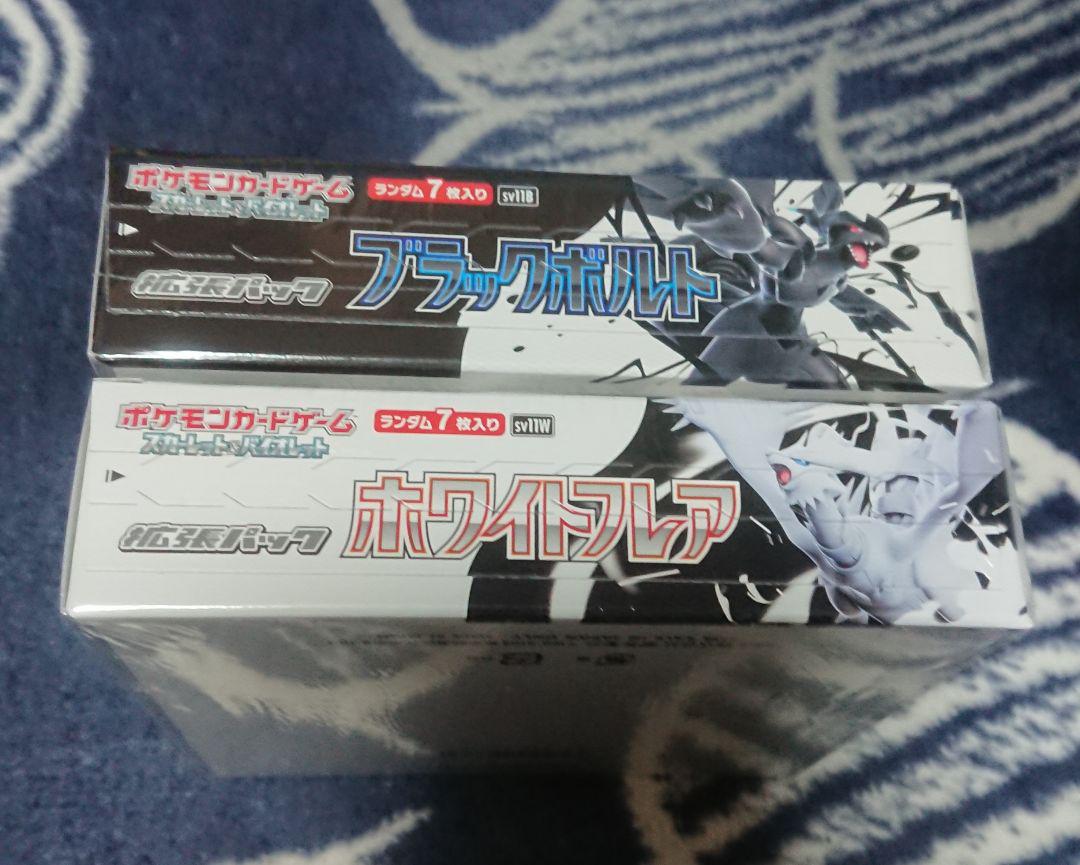 ポケモンカードゲーム
スカーレット&バイオレット
ランダム7枚入り
sv11B
拡張パック
ブラックボルト
ポケモンカードゲーム
スカーレット&バイオレット
ランダム7枚入り
sv11W
拡張パック
ホワイトフレア